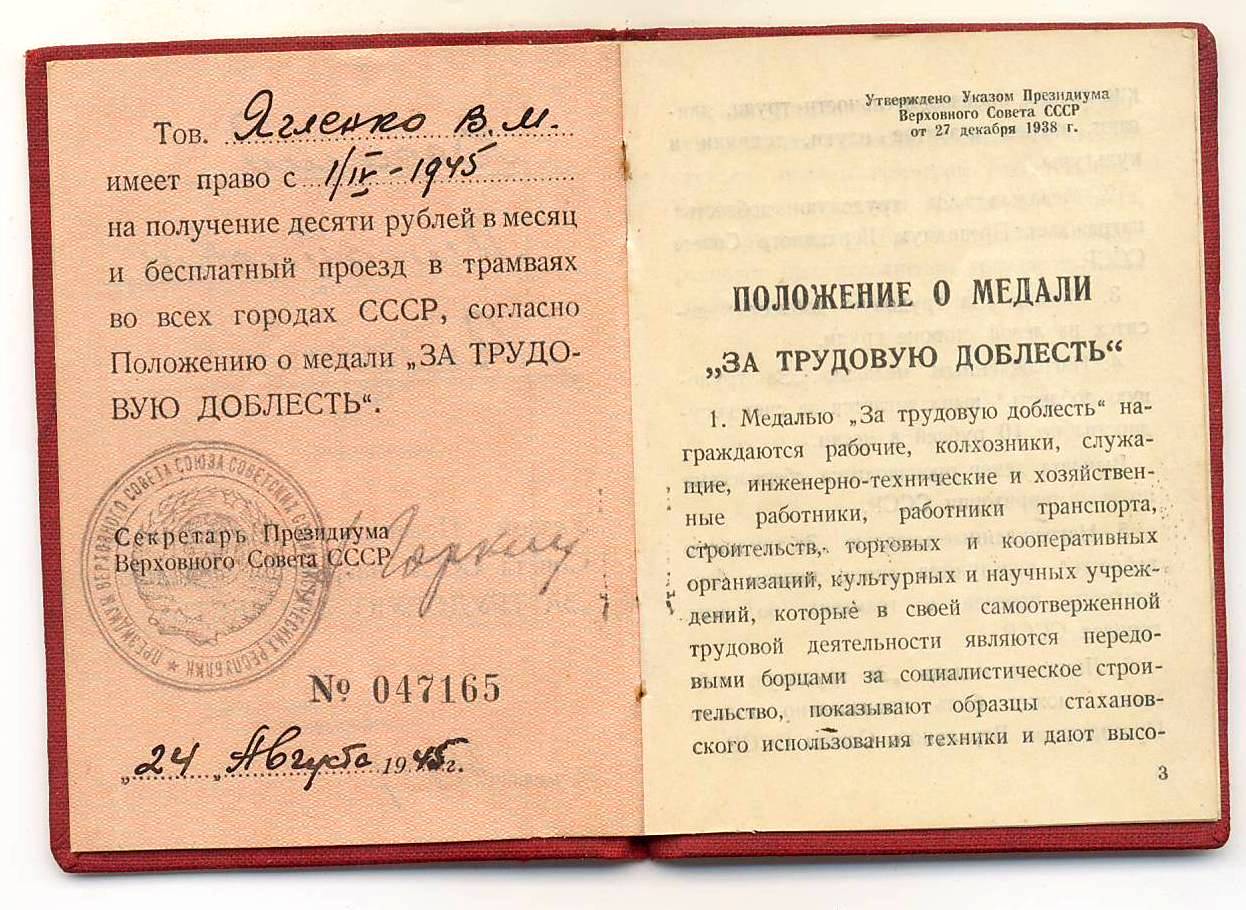 Тов. Ягленко В.М.
имеет право с 1/IV-1945
на получение десяти рублей в месяц
и бесплатный проезд в трамваях
во всех городах СССР, согласно
Положению о медали „ЗА ТРУДО-
ВУЮ ДОБЛЕСТЬ“.
Секретарь Президиума
Верховного Совета СССР
Горкин
№ 047165
„24„ Августа 1945г.
Утверждено Указом Президиума
Верховного Совета СССР
от 27 декабря 1938 г.
ПОЛОЖЕНИЕ О МЕДАЛИ
„ЗА ТРУДОВУЮ ДОБЛЕСТЬ“
1. Медалью „За трудовую доблесть“ на-
граждаются рабочие, колхозники, служа-
щие, инженерно-технические и хозяйствен-
ные работники, работники транспорта,
строительств, торговых и кооперативных
организаций, культурных и научных учреж-
дений, которые в своей самоотверженной
трудовой деятельности являются передо-
выми борцами за социалистическое строи-
тельство, показывают образцы стаханов-
ского использования техники и дают высо-
3